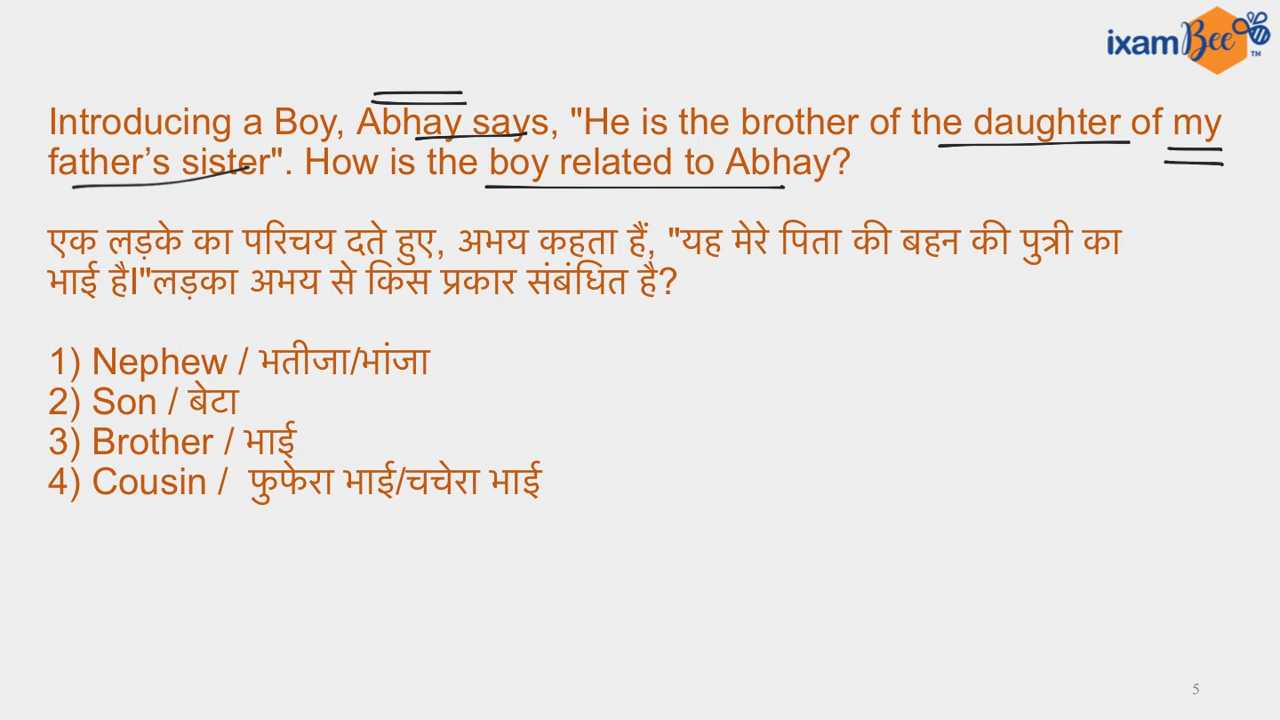 ixamBee™
Introducing a Boy, Abhay says, "He is the brother of the daughter of my
father’s sister". How is the boy related to Abhay?
एक लड़के का परिचय दते हुए, अभय कहता हैं, "यह मेरे पिता की बहन की पुत्री का
भाई है।"लड़का अभय से किस प्रकार संबंधित है?
1) Nephew / भतीजा/भांजा
2) Son / बेटा
3) Brother / भाई
4) Cousin / फुफेरा भाई/चचेरा भाई
5